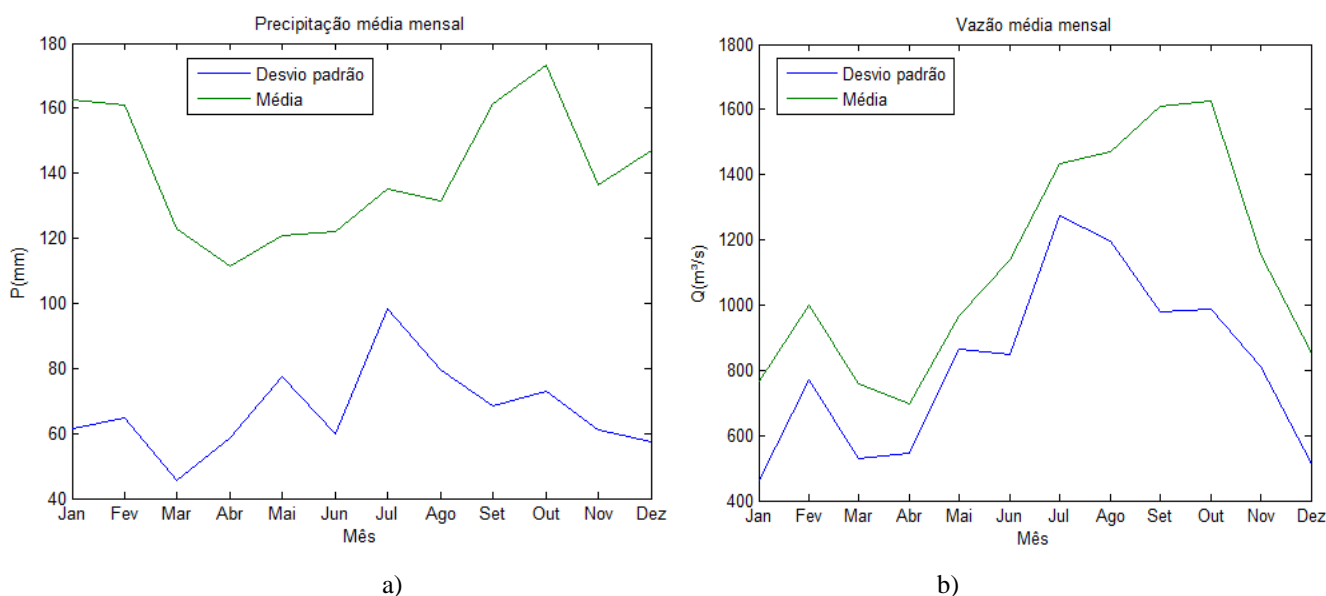 Precipitação média mensal
180
160
140
120
100
80
60
40
P(mm)
Desvio padrão
Média
Jan Fev Mar Abr Mai Jun Jul Ago Set Out Nov Dez
Mês
a)
Vazão média mensal
1800
1600
1400
1200
1000
800
600
400
Q(m³/s)
Desvio padrão
Média
Jan Fev Mar Abr Mai Jun Jul Ago Set Out Nov Dez
Mês
b)